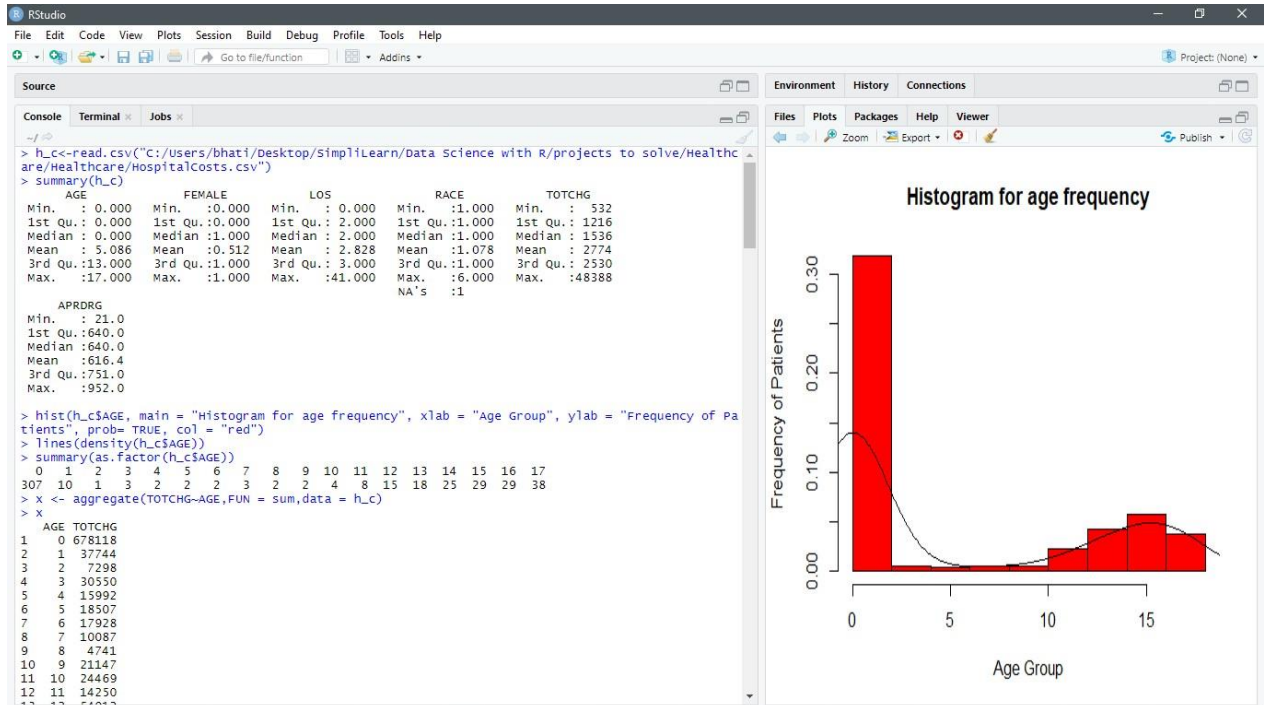 RStudio
File Edit Code View Plots Session Build Debug Profile Tools Help
Go to file/function Addins
Project: (None)
Source
Console Terminal Jobs
~/
> h_c<-read.csv("C:/Users/bhati/Desktop/SimpliLearn/Data Science with R/projects to solve/Healthc
are/Healthcare/HospitalCosts.csv")
> summary(h_c)
AGE FEMALE LOS RACE TOTCHG
Min. : 0.000 Min. :0.000 Min. : 0.000 Min. :1.000 Min. : 532
1st Qu.: 0.000 1st Qu.:0.000 1st Qu.: 2.000 1st Qu.:1.000 1st Qu.: 1216
Median : 0.000 Median :1.000 Median : 2.000 Median :1.000 Median : 1536
Mean : 5.086 Mean :0.512 Mean : 2.828 Mean :1.078 Mean : 2774
3rd Qu.:13.000 3rd Qu.:1.000 3rd Qu.: 3.000 3rd Qu.:1.000 3rd Qu.: 2530
Max. :17.000 Max. :1.000 Max. :41.000 Max. :6.000 Max. :48388
NA's :1
APRDRG
Min. : 21.0
1st Qu.:640.0
Median :640.0
Mean :616.4
3rd Qu.:751.0
Max. :952.0
> hist(h_c$AGE, main = "Histogram for age frequency", xlab = "Age Group", ylab = "Frequency of Pa
tients", prob= TRUE, col = "red")
> lines(density(h_c$AGE))
> summary(as.factor(h_c$AGE))
0 1 2 3 4 5 6 7 8 9 10 11 12 13 14 15 16 17
307 10 1 3 2 2 2 3 2 2 4 8 15 18 25 29 29 38
> x <- aggregate(TOTCHG~AGE,FUN = sum,data = h_c)
> x
AGE TOTCHG
1 0 678118
2 1 37744
3 2 7298
4 3 30550
5 4 15992
6 5 18507
7 6 17928
8 7 10087
9 8 4741
10 9 21147
11 10 24469
12 11 14250
Environment History Connections
Files Plots Packages Help Viewer
Zoom Export Publish
Histogram for age frequency
Frequency of Patients
0.30
0.20
0.10
0.00
0 5 10 15
Age Group